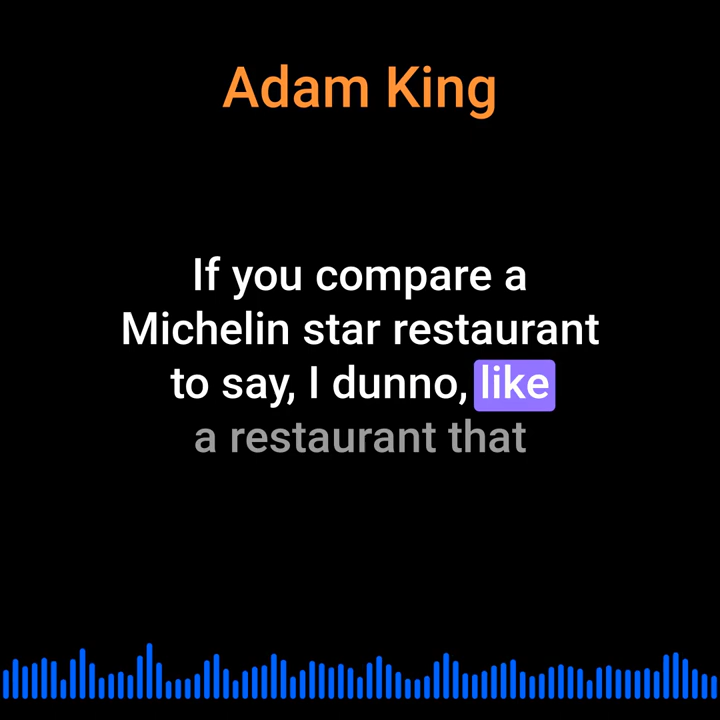 Adam King
If you compare a
Michelin star restaurant
to say, I dunno, like
a restaurant that